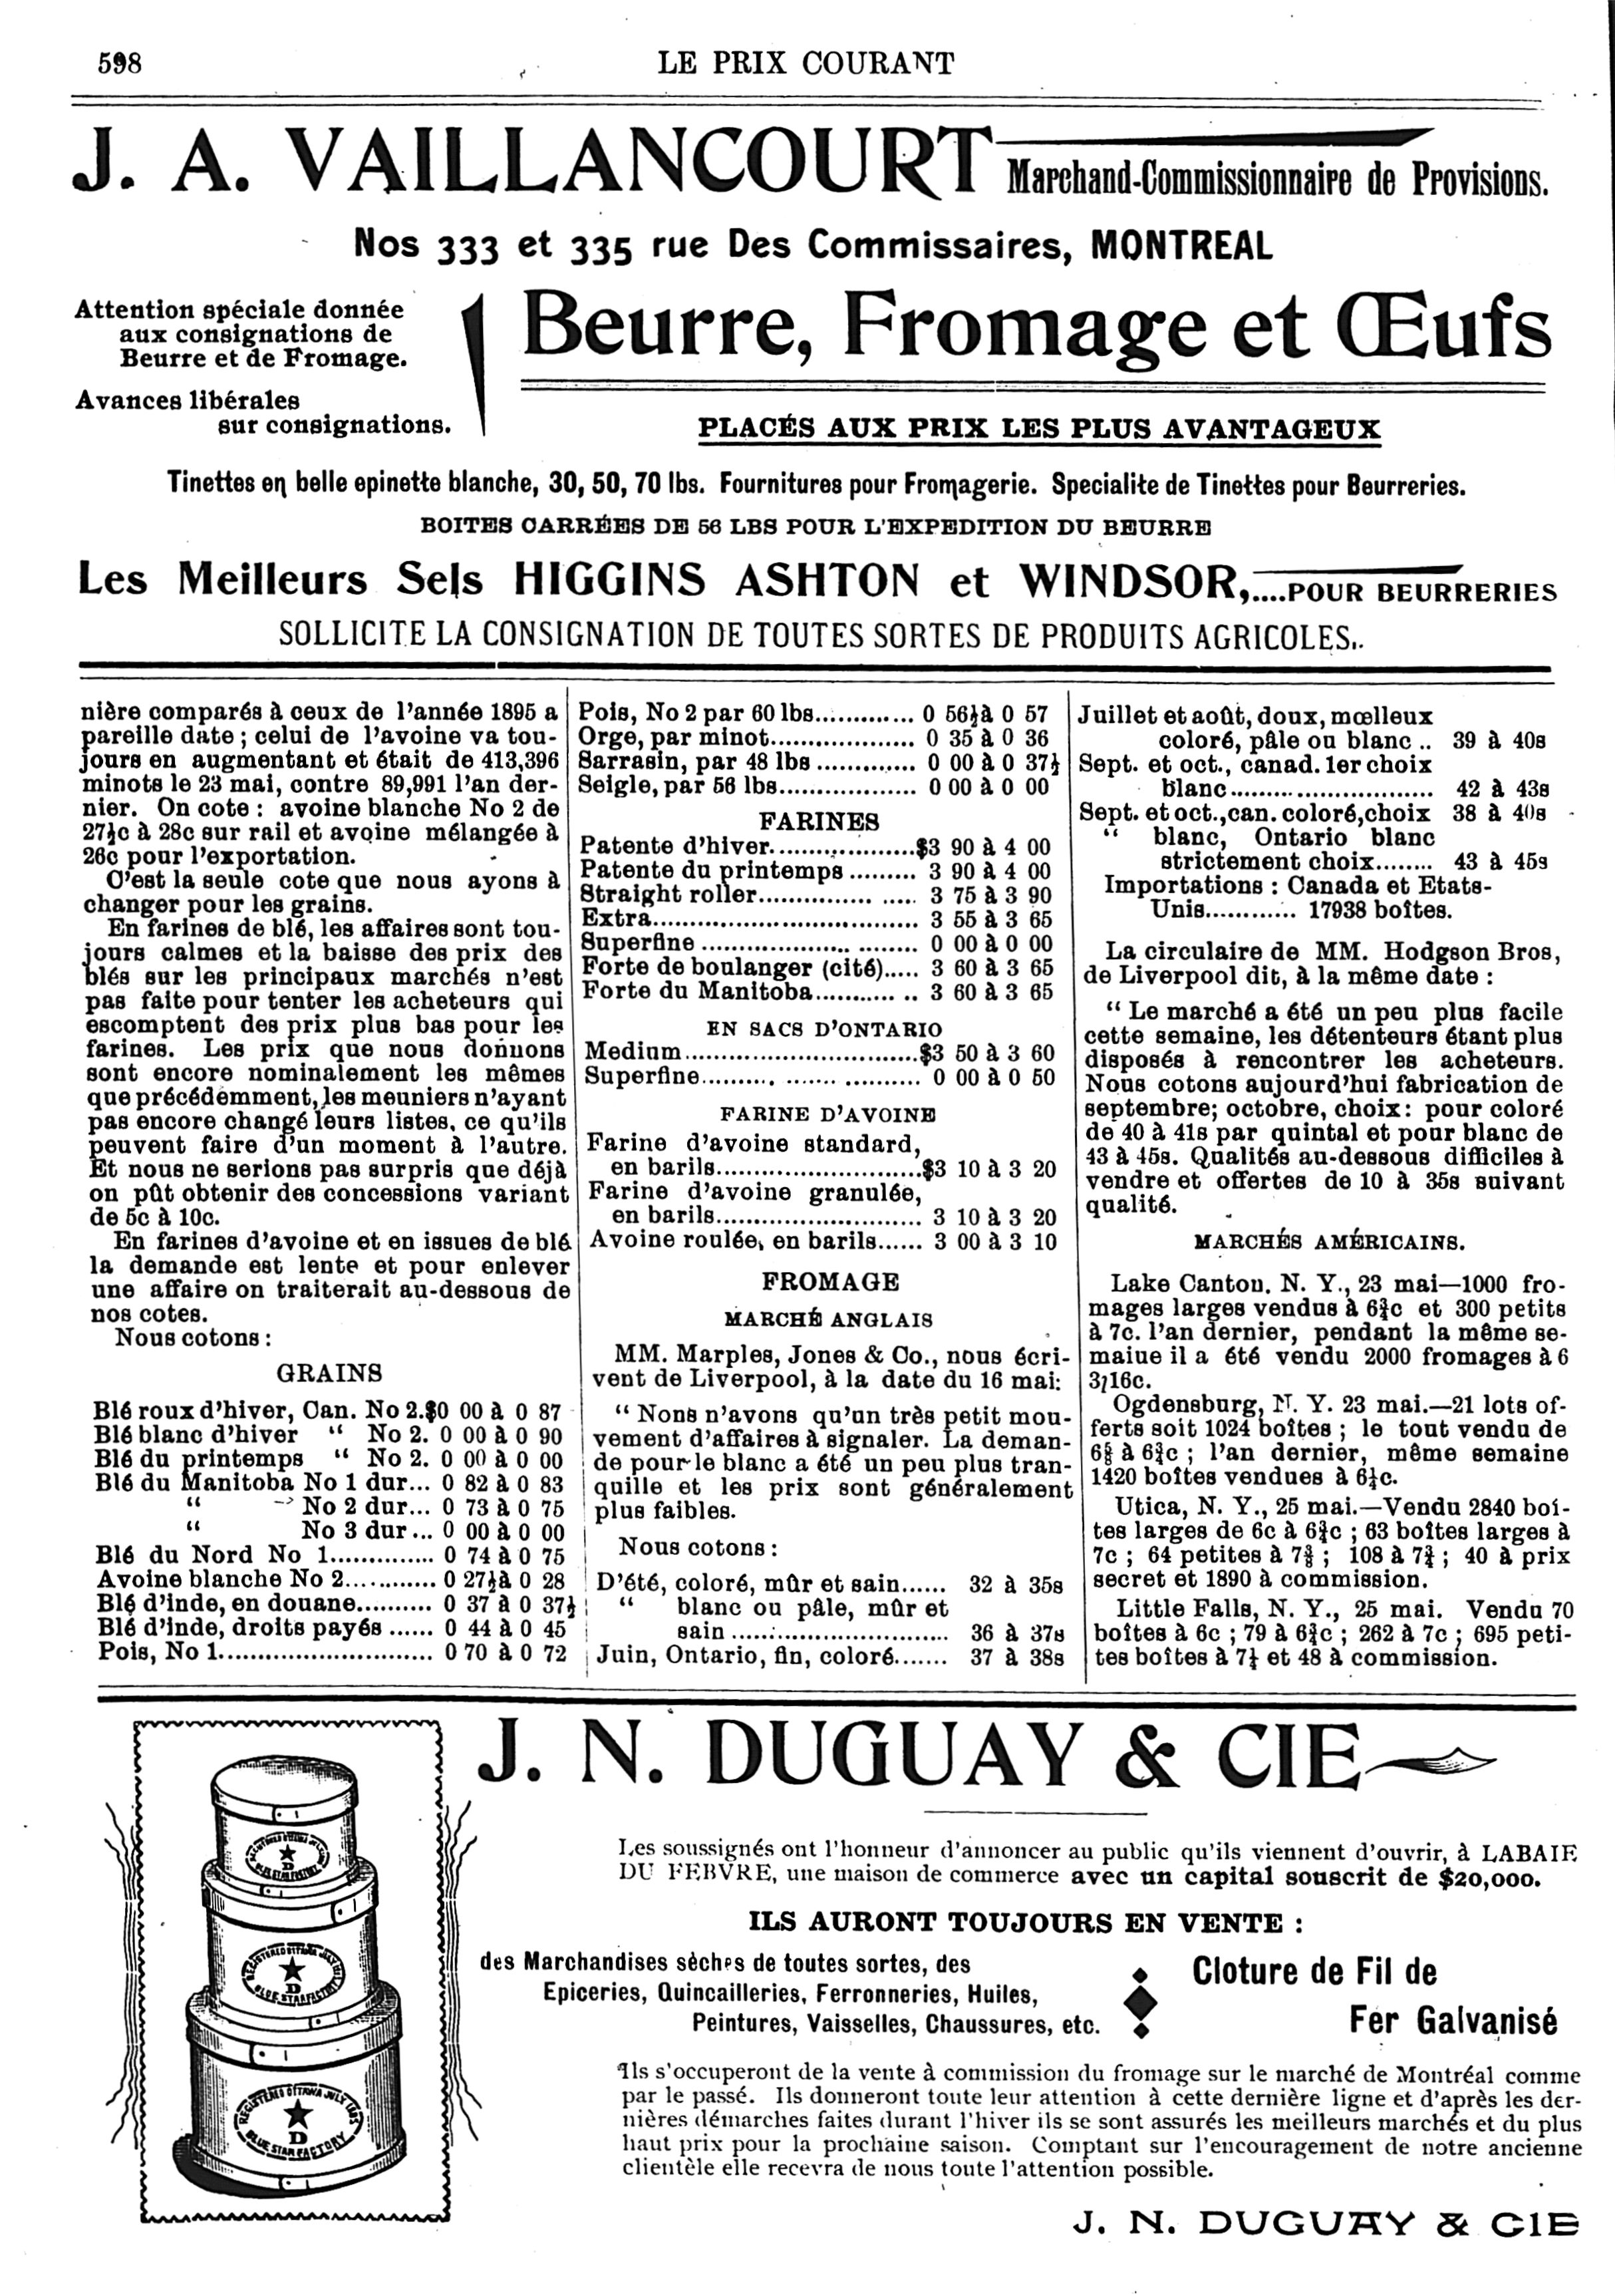 598
LE PRIX COURANT
J. A. VAILLANCOURT
Marchand-Commissionnaire de Provisions.
Nos 333 et 335 rue Des Commissaires, MONTREAL
Attention spéciale donnée
aux consignations de
Beurre et de Fromage.
Avances libérales
sur consignations.
Beurre, Fromage et Œufs
PLACÉS AUX PRIX LES PLUS AVANTAGEUX
Tinettes en belle epinette blanche, 30, 50, 70 lbs. Fournitures pour Fromagerie. Specialite de Tinettes pour Beurreries.
BOITES CARRÉES DE 56 LBS POUR L'EXPEDITION DU BEURRE
Les Meilleurs Sels HIGGINS ASHTON et WINDSOR,....POUR BEURRERIES
SOLLICITE LA CONSIGNATION DE TOUTES SORTES DE PRODUITS AGRICOLES.
nière comparés à ceux de l'année 1895 a
pareille date ; celui de l'avoine va tou-
jours en augmentant et était de 413,396
minots le 23 mai, contre 89,991 l'an der-
nier. On cote : avoine blanche No 2 de
27½c à 28c sur rail et avoine mélangée à
26c pour l'exportation.
C'est la seule cote que nous ayons à
changer pour les grains.
En farines de blé, les affaires sont tou-
jours calmes et la baisse des prix des
blés sur les principaux marchés n'est
pas faite pour tenter les acheteurs qui
escomptent des prix plus bas pour les
farines. Les prix que nous donuons
sont encore nominalement les mêmes
que précédemment, les meuniers n'ayant
pas encore changé leurs listes, ce qu'ils
peuvent faire d'un moment à l'autre.
Et nous ne serions pas surpris que déjà
on pût obtenir des concessions variant
de 5c à 10c.
En farines d'avoine et en issues de blé
la demande est lente et pour enlever
une affaire on traiterait au-dessous de
nos cotes.
Nous cotons :
GRAINS
Blé roux d'hiver, Can. No 2.$0 00 à 0 87
Blé blanc d'hiver “ No 2. 0 00 à 0 90
Blé du printemps “ No 2. 0 00 à 0 00
Blé du Manitoba No 1 dur... 0 82 à 0 83
“ No 2 dur... 0 73 à 0 75
“ No 3 dur... 0 00 à 0 00
Blé du Nord No 1.............. 0 74 à 0 75
Avoine blanche No 2............ 0 27½à 0 28
Blé d'inde, en douane.......... 0 37 à 0 37½
Blé d'inde, droits payés ...... 0 44 à 0 45
Pois, No 1........................... 0 70 à 0 72
Pois, No 2 par 60 lbs............. 0 56½à 0 57
Orge, par minot................... 0 35 à 0 36
Sarrasin, par 48 lbs ............. 0 00 à 0 37½
Seigle, par 56 lbs.................. 0 00 à 0 00
FARINES
Patente d'hiver...................$3 90 à 4 00
Patente du printemps ......... 3 90 à 4 00
Straight roller.................... 3 75 à 3 90
Extra................................... 3 55 à 3 65
Superfine ............................ 0 00 à 0 00
Forte de boulanger (cité)..... 3 60 à 3 65
Forte du Manitoba............. 3 60 à 3 65
EN SACS D'ONTARIO
Medium...............................$3 50 à 3 60
Superfine............................. 0 00 à 0 50
FARINE D'AVOINE
Farine d'avoine standard,
en barils...........................$3 10 à 3 20
Farine d'avoine granulée,
en barils........................... 3 10 à 3 20
Avoine roulée, en barils...... 3 00 à 3 10
FROMAGE
MARCHÉ ANGLAIS
MM. Marples, Jones & Co., nous écri-
vent de Liverpool, à la date du 16 mai:
“ Nons n'avons qu'un très petit mou-
vement d'affaires à signaler. La deman-
de pour le blanc a été un peu plus tran-
quille et les prix sont généralement
plus faibles.
Nous cotons :
D'été, coloré, mûr et sain...... 32 à 35s
“ blanc ou pâle, mûr et
sain ............................ 36 à 37s
Juin, Ontario, fin, coloré....... 37 à 38s
Juillet et août, doux, mœlleux
coloré, pâle ou blanc .. 39 à 40s
Sept. et oct., canad. 1er choix
blanc........................... 42 à 43s
Sept. et oct.,can. coloré,choix 38 à 40s
“ blanc, Ontario blanc
strictement choix........ 43 à 45s
Importations : Canada et Etats-
Unis............ 17938 boîtes.
La circulaire de MM. Hodgson Bros,
de Liverpool dit, à la même date :
“ Le marché a été un peu plus facile
cette semaine, les détenteurs étant plus
disposés à rencontrer les acheteurs.
Nous cotons aujourd'hui fabrication de
septembre; octobre, choix: pour coloré
de 40 à 41s par quintal et pour blanc de
43 à 45s. Qualités au-dessous difficiles à
vendre et offertes de 10 à 35s suivant
qualité.
MARCHÉS AMÉRICAINS.
Lake Canton, N. Y., 23 mai—1000 fro-
mages larges vendus à 6¾c et 300 petits
à 7c. l'an dernier, pendant la même se-
maiue il a été vendu 2000 fromages à 6
3/16c.
Ogdensburg, N. Y. 23 mai.—21 lots of-
ferts soit 1024 boîtes ; le tout vendu de
6⅝ à 6¾c ; l'an dernier, même semaine
1420 boîtes vendues à 6¼c.
Utica, N. Y., 25 mai.—Vendu 2840 boî-
tes larges de 6c à 6¾c ; 63 boîtes larges à
7c ; 64 petites à 7⅜ ; 108 à 7¾ ; 40 à prix
secret et 1890 à commission.
Little Falls, N. Y., 25 mai. Vendu 70
boîtes à 6c ; 79 à 6¾c ; 262 à 7c ; 695 peti-
tes boîtes à 7¼ et 48 à commission.
REGISTERED OTTAWA JULY 1885
D
BLUE STAR FACTORY
J. N. DUGUAY & CIE
Les soussignés ont l'honneur d'annoncer au public qu'ils viennent d'ouvrir, à LABAIE
DU FEBVRE, une maison de commerce avec un capital souscrit de $20,000.
ILS AURONT TOUJOURS EN VENTE :
des Marchandises sèches de toutes sortes, des
Epiceries, Quincailleries, Ferronneries, Huiles,
Peintures, Vaisselles, Chaussures, etc.
Cloture de Fil de
Fer Galvanisé
Ils s'occuperont de la vente à commission du fromage sur le marché de Montréal comme
par le passé. Ils donneront toute leur attention à cette dernière ligne et d'après les der-
nières démarches faites durant l'hiver ils se sont assurés les meilleurs marchés et du plus
haut prix pour la prochaine saison. Comptant sur l'encouragement de notre ancienne
clientèle elle recevra de nous toute l'attention possible.
J. N. DUGUAY & CIE